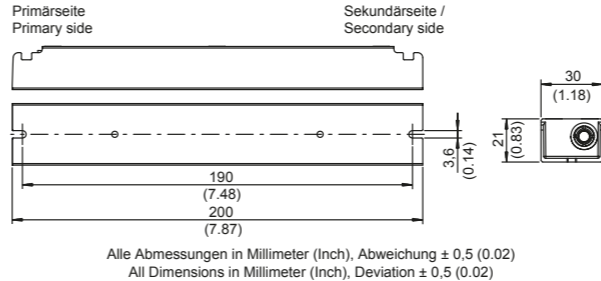 Primärseite
Primary side
Sekundärseite /
Secondary side
30
(1.18)
21
(0.83)
3,6
(0.14)
190
(7.48)
200
(7.87)
Alle Abmessungen in Millimeter (Inch), Abweichung ± 0,5 (0.02)
All Dimensions in Millimeter (Inch), Deviation ± 0,5 (0.02)